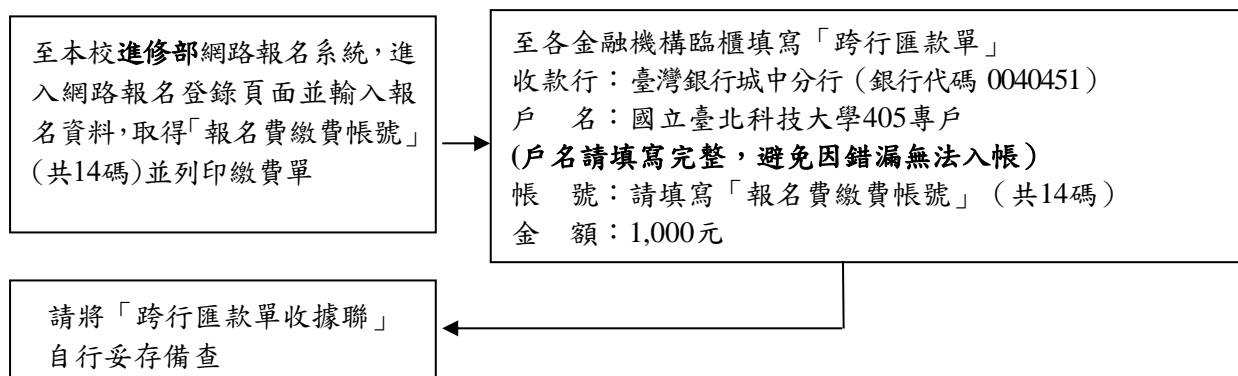 至本校進修部網路報名系統，進
入網路報名登錄頁面並輸入報
名資料，取得「報名費繳費帳號」
(共14碼)並列印繳費單
至各金融機構臨櫃填寫「跨行匯款單」
收款行：臺灣銀行城中分行（銀行代碼 0040451）
戶　名：國立臺北科技大學405專戶
(戶名請填寫完整，避免因錯漏無法入帳）
帳　號：請填寫「報名費繳費帳號」（共14碼）
金　額：1,000元
請將「跨行匯款單收據聯」
自行妥存備查